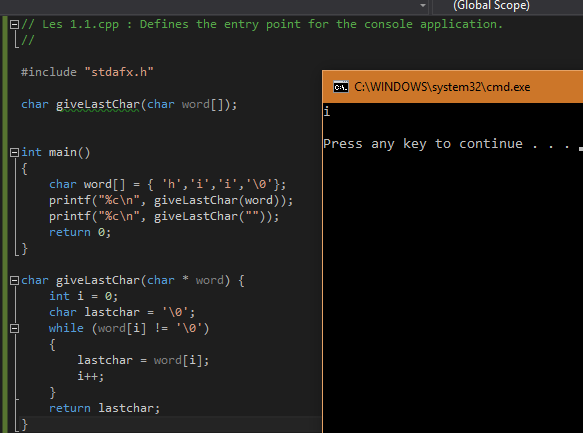 (Global Scope)
// Les 1.1.cpp : Defines the entry point for the console application.
//
#include "stdafx.h"
char giveLastChar(char word[]);
int main()
{
char word[] = { 'h','i','i','\0'};
printf("%c\n", giveLastChar(word));
printf("%c\n", giveLastChar(""));
return 0;
}
char giveLastChar(char * word) {
int i = 0;
char lastchar = '\0';
while (word[i] != '\0')
{
lastchar = word[i];
i++;
}
return lastchar;
}
C:\WINDOWS\system32\cmd.exe
i
Press any key to continue . . .